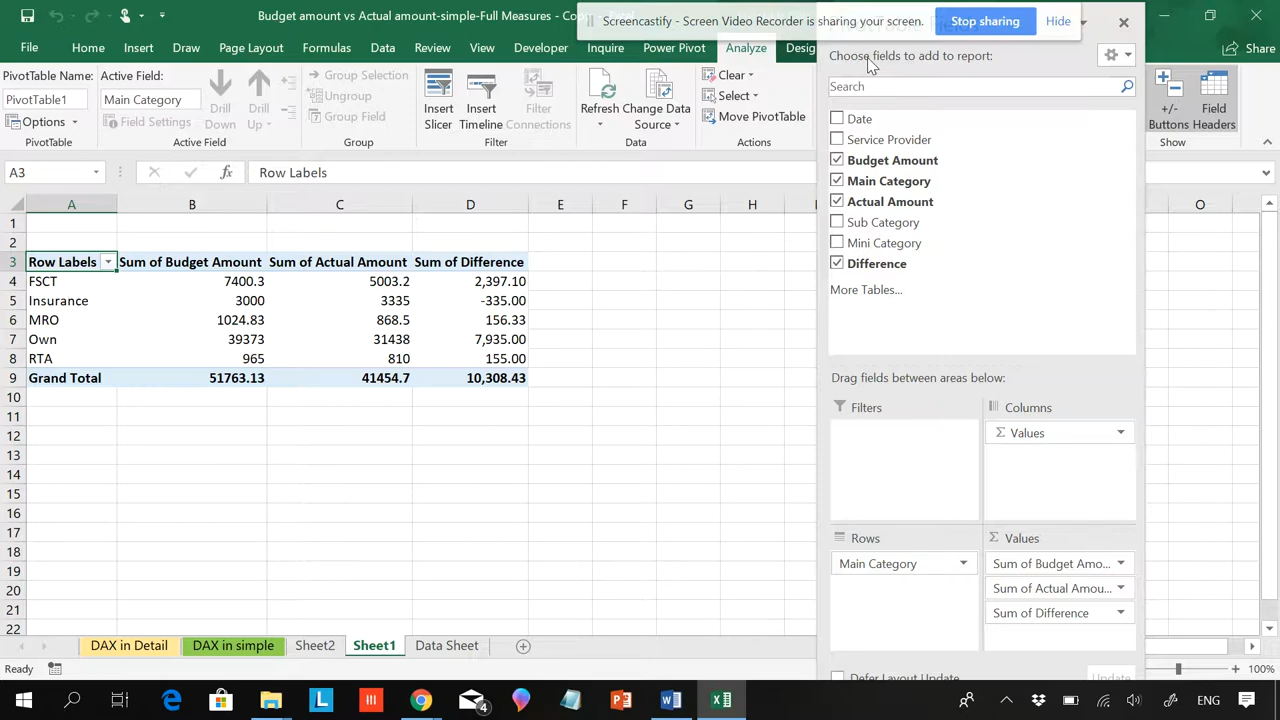 Budget amount vs Actual amount-simple-Full Measures - Co
Screencastify - Screen Video Recorder is sharing your screen.
Stop sharing
Hide
File Home Insert Draw Page Layout Formulas Data Review View Developer Inquire Power Pivot Analyze Desig
Share
PivotTable Name:
PivotTable1
Options
PivotTable
Active Field:
Main Category
Field Settings
Drill Down
Drill Up
Active Field
Group Selection
Ungroup
Group Field
Group
Insert Slicer
Insert Timeline
Filter Connections
Filter
Refresh
Change Data Source
Data
Clear
Select
Move PivotTable
Actions
+/- Buttons
Field Headers
Show
A3
fx
Row Labels
A B C D E F G H O
1
2
3 Row Labels Sum of Budget Amount Sum of Actual Amount Sum of Difference
4 FSCT 7400.3 5003.2 2,397.10
5 Insurance 3000 3335 -335.00
6 MRO 1024.83 868.5 156.33
7 Own 39373 31438 7,935.00
8 RTA 965 810 155.00
9 Grand Total 51763.13 41454.7 10,308.43
10
11
12
13
14
15
16
17
18
19
20
21
22
Choose fields to add to report:
Search
Date
Service Provider
Budget Amount
Main Category
Actual Amount
Sub Category
Mini Category
Difference
More Tables...
Drag fields between areas below:
Filters
Columns
Σ Values
Rows
Main Category
Σ Values
Sum of Budget Amo...
Sum of Actual Amou...
Sum of Difference
Defer Layout Update
Update
DAX in Detail DAX in simple Sheet2 Sheet1 Data Sheet
Ready
100%
4
ENG